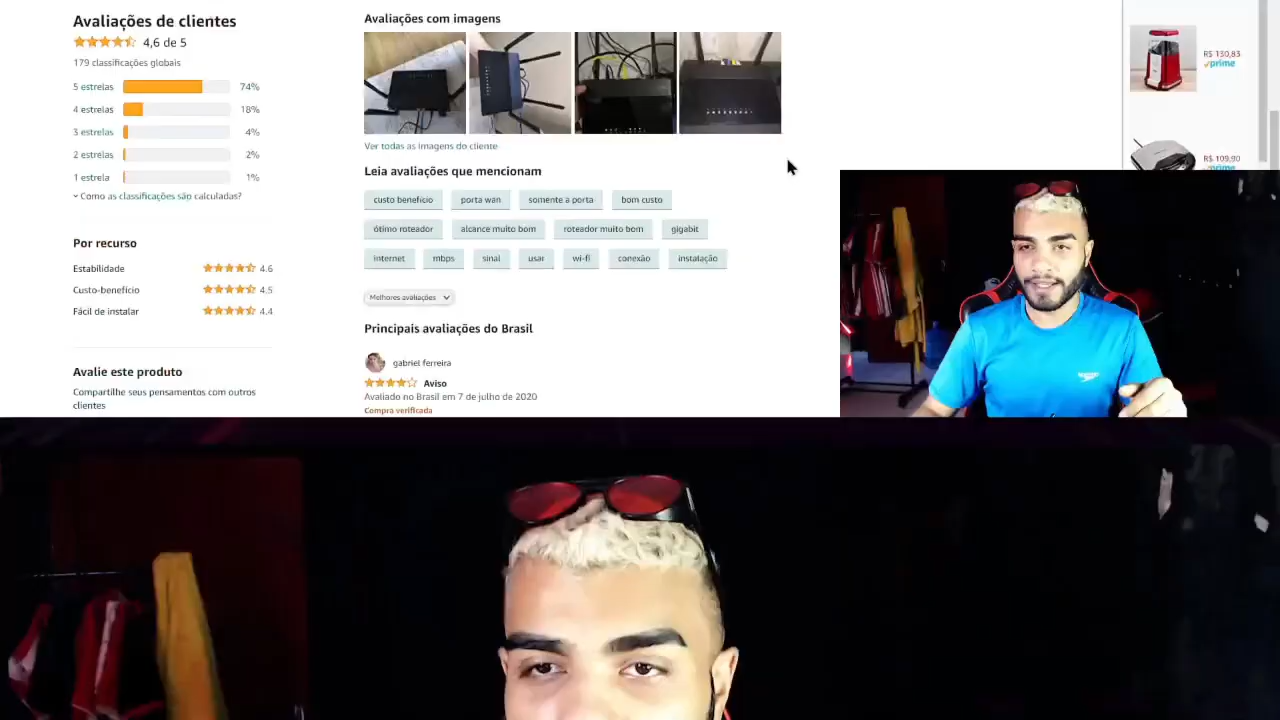 Avaliações de clientes
4,6 de 5
179 classificações globais
5 estrelas 74%
4 estrelas 18%
3 estrelas 4%
2 estrelas 2%
1 estrela 1%
Como as classificações são calculadas?
Por recurso
Estabilidade 4.6
Custo-benefício 4.5
Fácil de instalar 4.4
Avalie este produto
Compartilhe seus pensamentos com outros
clientes
Avaliações com imagens
Ver todas as imagens do cliente
Leia avaliações que mencionam
custo benefício porta wan somente a porta bom custo
ótimo roteador alcance muito bom roteador muito bom gigabit
internet mbps sinal usar wi-fi conexão instalação
Melhores avaliações
Principais avaliações do Brasil
gabriel ferreira
Aviso
Avaliado no Brasil em 7 de julho de 2020
Compra verificada
R$ 130,83
prime
R$ 109,90
prime
speedo